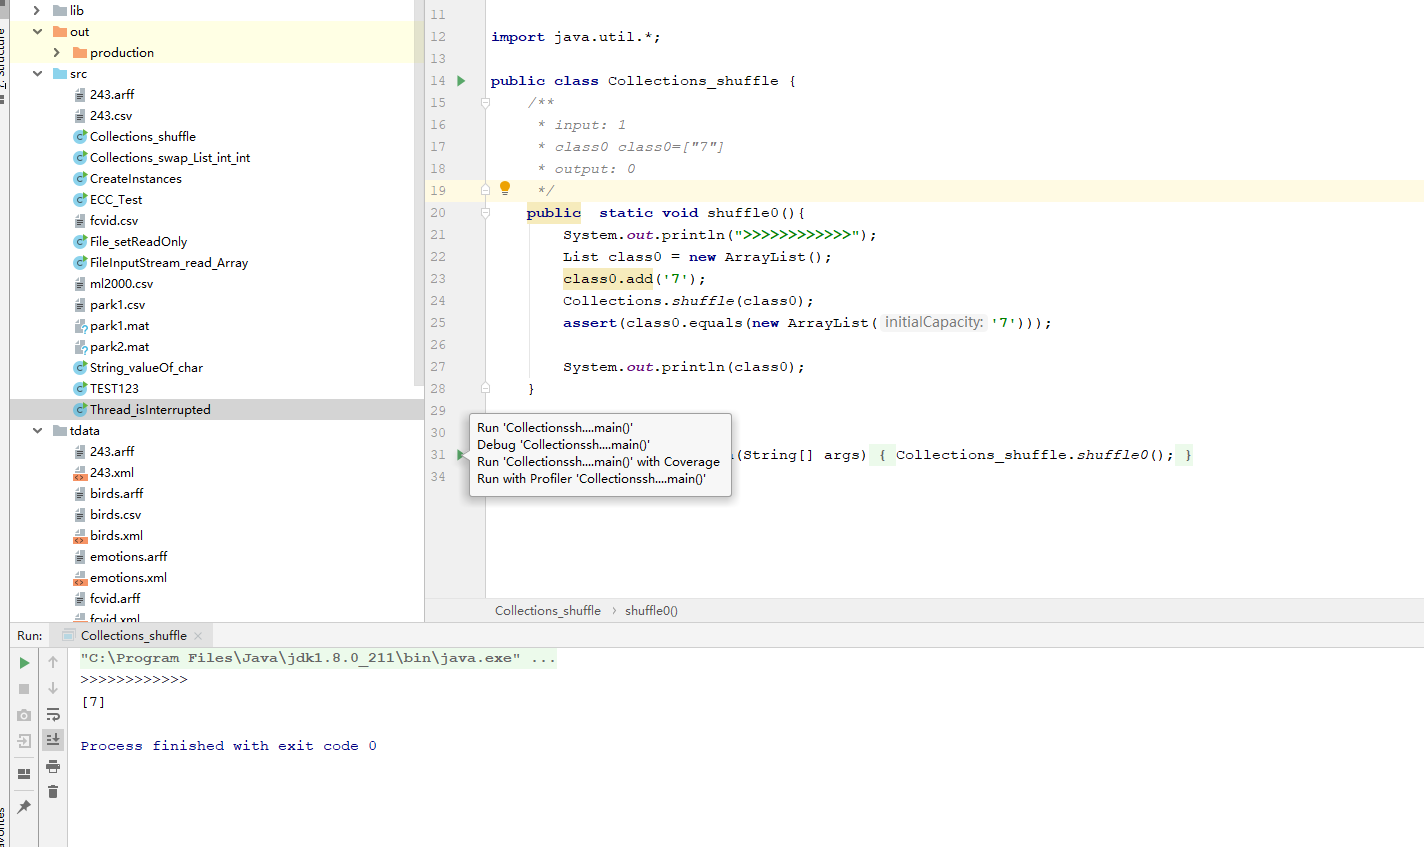 lib
out
production
src
243.arff
243.csv
Collections_shuffle
Collections_swap_List_int_int
CreateInstances
ECC_Test
fcvid.csv
File_setReadOnly
FileInputStream_read_Array
ml2000.csv
park1.csv
park1.mat
park2.mat
String_valueOf_char
TEST123
Thread_isInterrupted
tdata
243.arff
243.xml
birds.arff
birds.csv
birds.xml
emotions.arff
emotions.xml
fcvid.arff
fcvid.xml
11
12 import java.util.*;
13
14 public class Collections_shuffle {
15 /**
16 * input: 1
17 * class0 class0=["7"]
18 * output: 0
19 */
20 public  static void shuffle0(){
21 System.out.println(">>>>>>>>>>>>");
22 List class0 = new ArrayList();
23 class0.add('7');
24 Collections.shuffle(class0);
25 assert(class0.equals(new ArrayList( initialCapacity: '7')));
26
27 System.out.println(class0);
28 }
29
30
31 (String[] args) { Collections_shuffle.shuffle0(); }
34
Run 'Collectionssh....main()'
Debug 'Collectionssh....main()'
Run 'Collectionssh....main()' with Coverage
Run with Profiler 'Collectionssh....main()'
Collections_shuffle › shuffle0()
Run: Collections_shuffle ×
"C:\Program Files\Java\jdk1.8.0_211\bin\java.exe" ...
>>>>>>>>>>>>
[7]
Process finished with exit code 0